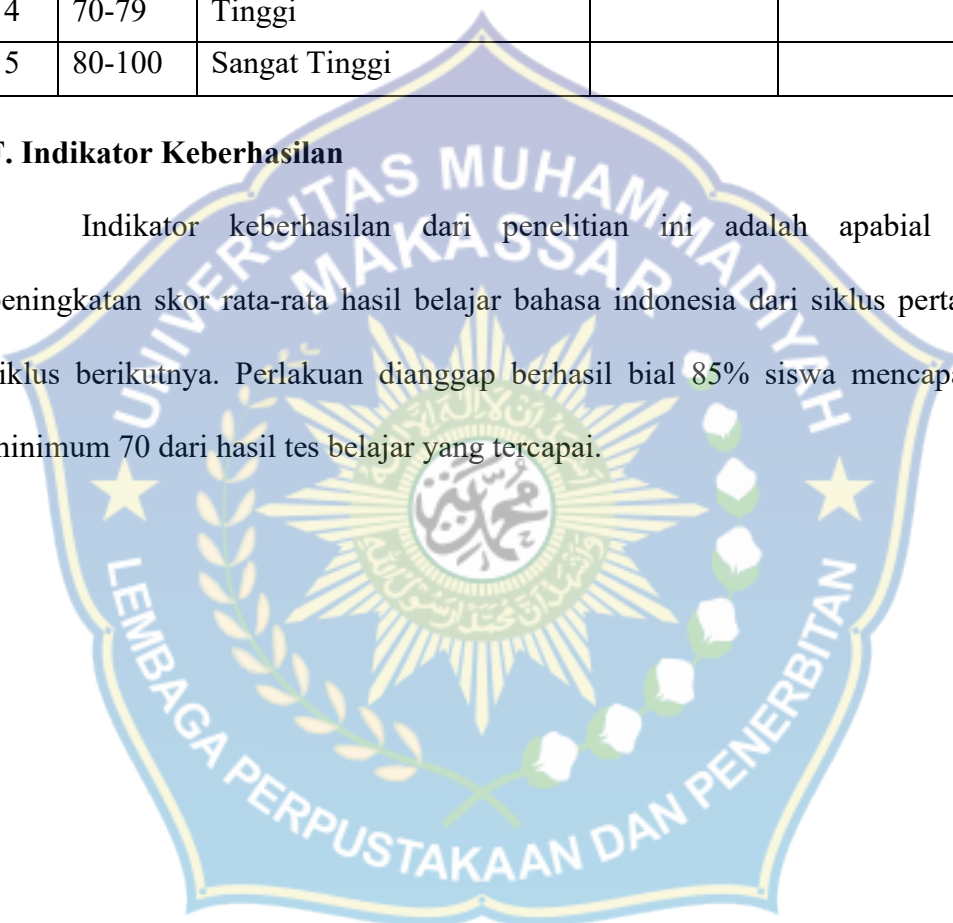 4 70-79 Tinggi
5 80-100 Sangat Tinggi
F. Indikator Keberhasilan
Indikator keberhasilan dari penelitian ini adalah apabial
peningkatan skor rata-rata hasil belajar bahasa indonesia dari siklus perta
siklus berikutnya. Perlakuan dianggap berhasil bial 85% siswa mencapa
minimum 70 dari hasil tes belajar yang tercapai.
UNIVERSITAS MUHAMMADIYAH
MAKASSAR
LEMBAGA PERPUSTAKAAN DAN PENERBITAN